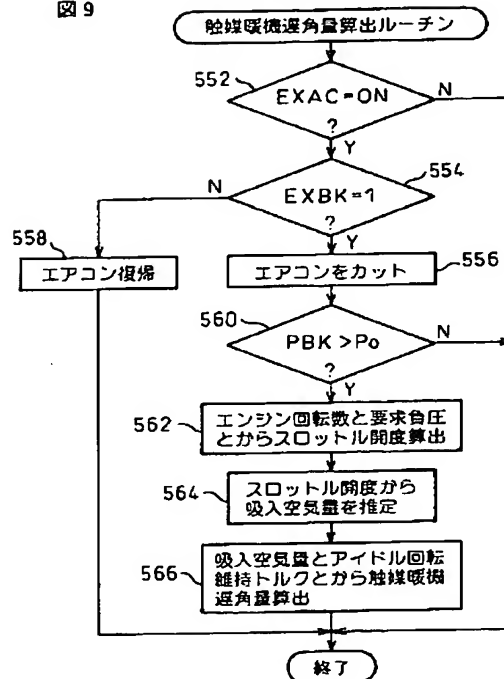 図9
触媒暖機遅角量算出ルーチン
552
EXAC=ON
?
N
Y
554
EXBK=1
?
N
Y
558
エアコン復帰
エアコンをカット
556
560
PBK>Po
?
N
Y
562
エンジン回転数と要求負圧
とからスロットル開度算出
564
スロットル開度から
吸入空気量を推定
566
吸入空気量とアイドル回転
維持トルクとから触媒暖機
遅角量算出
終了